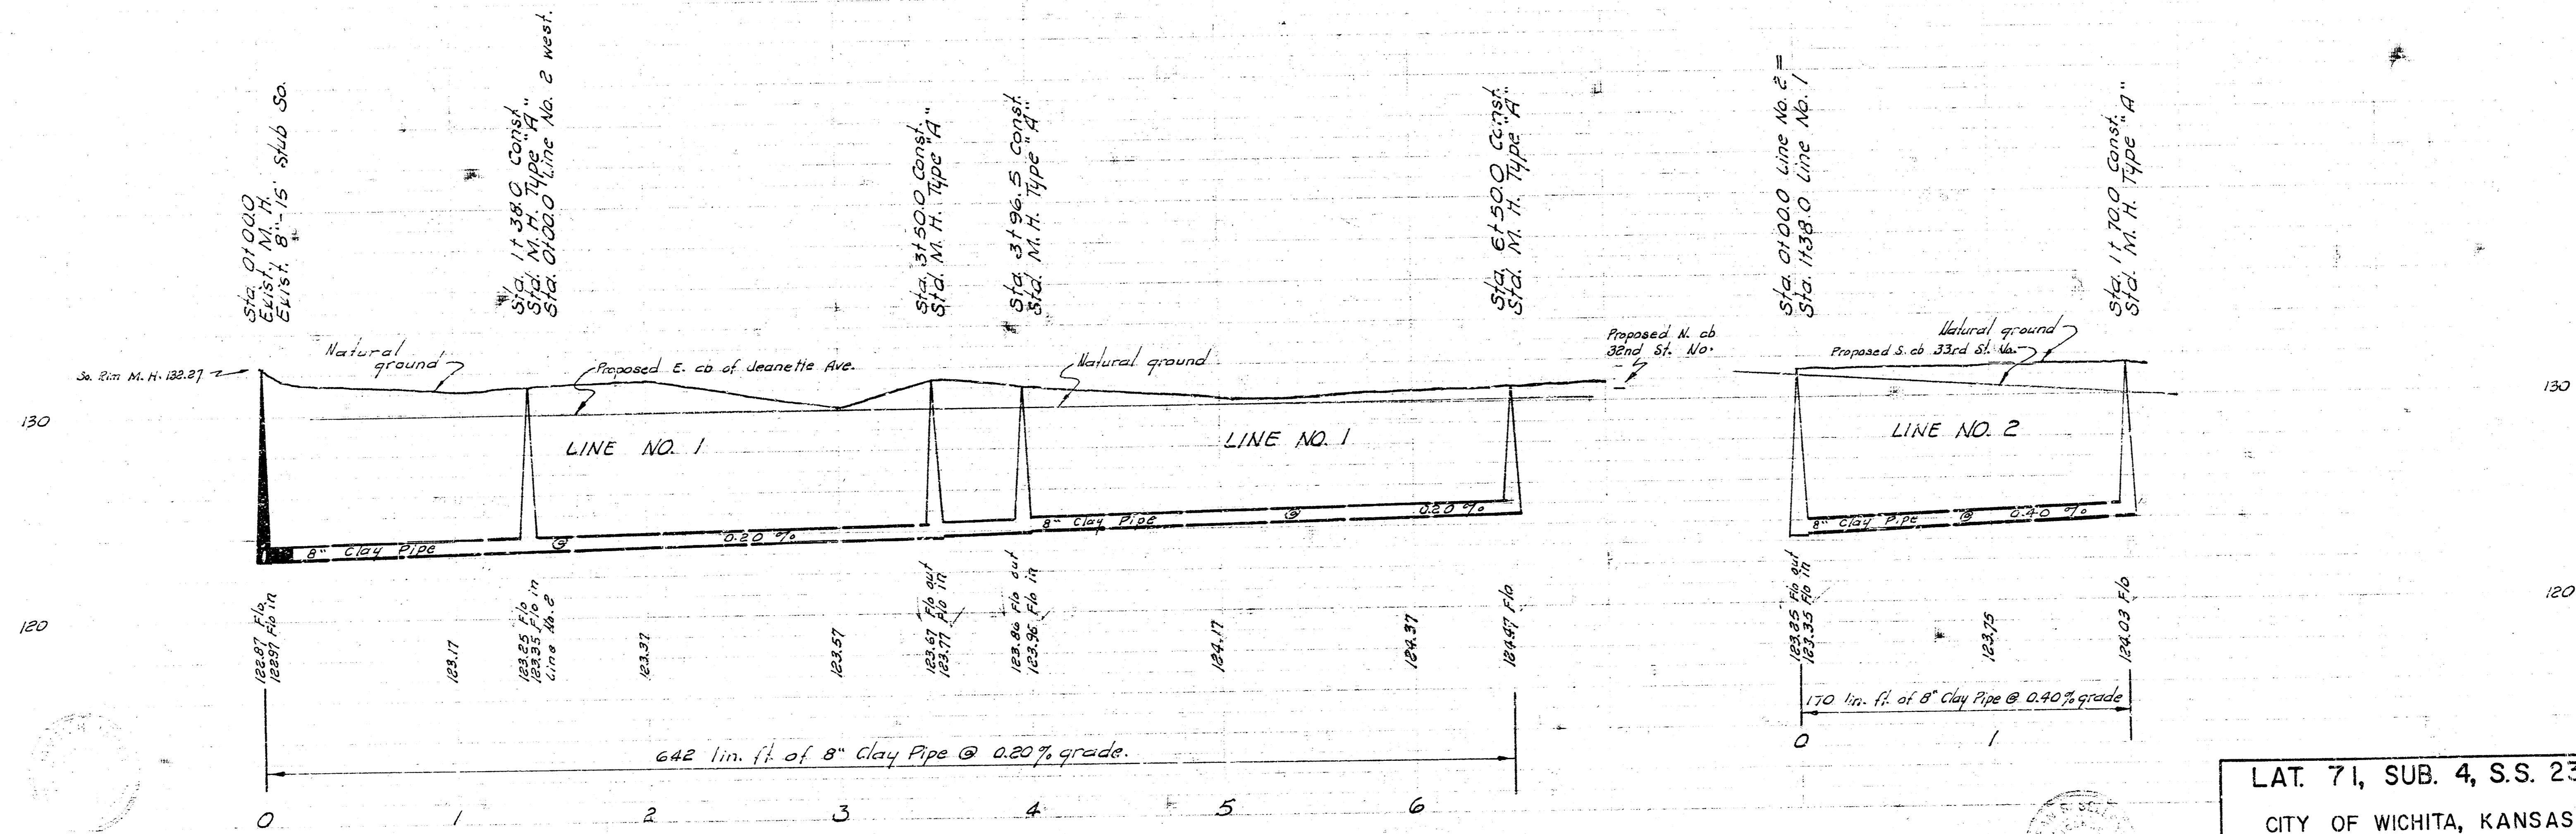 Sta. 0+00.0
Exist. M. H.
Exist. 8"-15' Stub So.
Sta. 1+38.0 Const.
Std. M. H. Type "A"
Sta. 0+00.0 Line No. 2 west.
Sta. 3+50.0 Const.
Std. M. H. Type "A"
Sta. 3+96.5 Const.
Std. M. H. Type "A"
Sta. 6+50.0 Const.
Std. M. H. Type "A"
Sta. 0+00.0 Line No. 2 =
Sta. 1+38.0 Line No. 1
Sta. 1+70.0 Const.
Std. M. H. Type "A"
So. Rim M. H. 132.27
Natural
ground
Proposed E. cb of Jeanette Ave.
Natural ground
Proposed N. cb
32nd St. No.
Natural ground
Proposed S. cb 33rd St. No.
130
130
LINE NO. 1
LINE NO. 1
LINE NO. 2
8" Clay Pipe
@
0.20 %
8" Clay Pipe
@
0.20 %
8" Clay Pipe @ 0.40 %
120
120
122.87 Flo
122.97 Flo in
123.17
123.25 Flo
123.35 Flo in
Line No. 2
123.37
123.57
123.67 Flo out
123.77 Flo in
123.86 Flo out
123.96 Flo in
124.17
124.37
124.47 Flo
123.25 Flo out
123.35 Flo in
123.75
124.03 Flo
170 lin. ft. of 8" Clay Pipe @ 0.40% grade
0 1
642 lin. ft. of 8" Clay Pipe @ 0.20% grade.
0 1 2 3 4 5 6
LAT. 71, SUB. 4, S.S. 23
CITY OF WICHITA, KANSAS